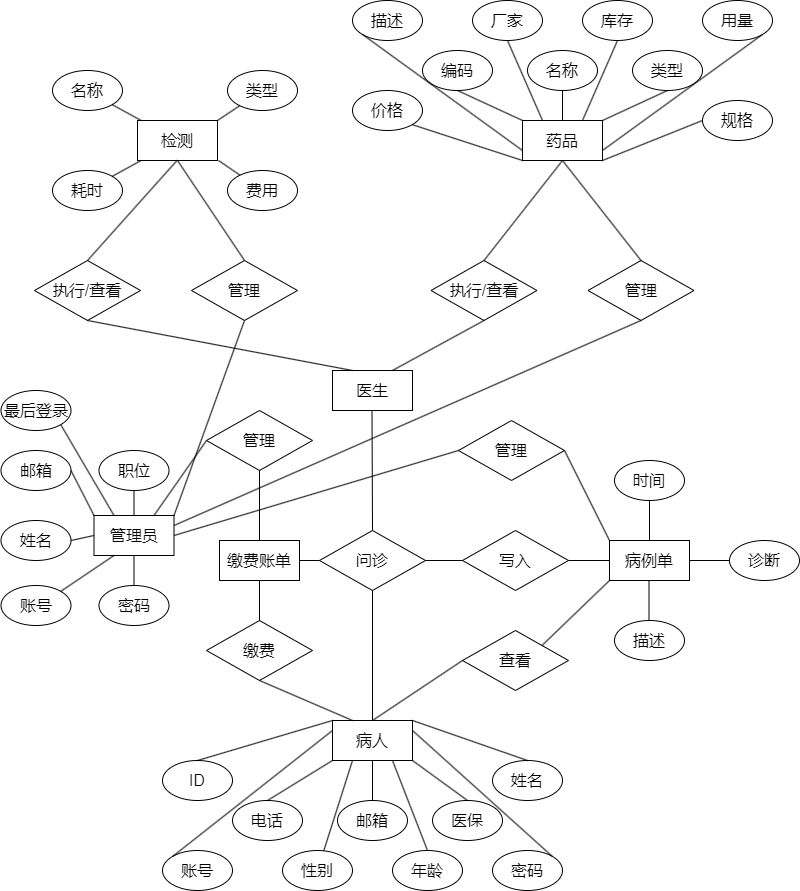 描述
厂家
库存
用量
编码
名称
类型
名称
类型
价格
规格
检测
药品
耗时
费用
执行/查看
管理
执行/查看
管理
医生
最后登录
管理
管理
邮箱
职位
时间
管理员
姓名
缴费账单
问诊
写入
病例单
诊断
账号
密码
描述
缴费
查看
病人
ID
姓名
电话
邮箱
医保
账号
性别
年龄
密码